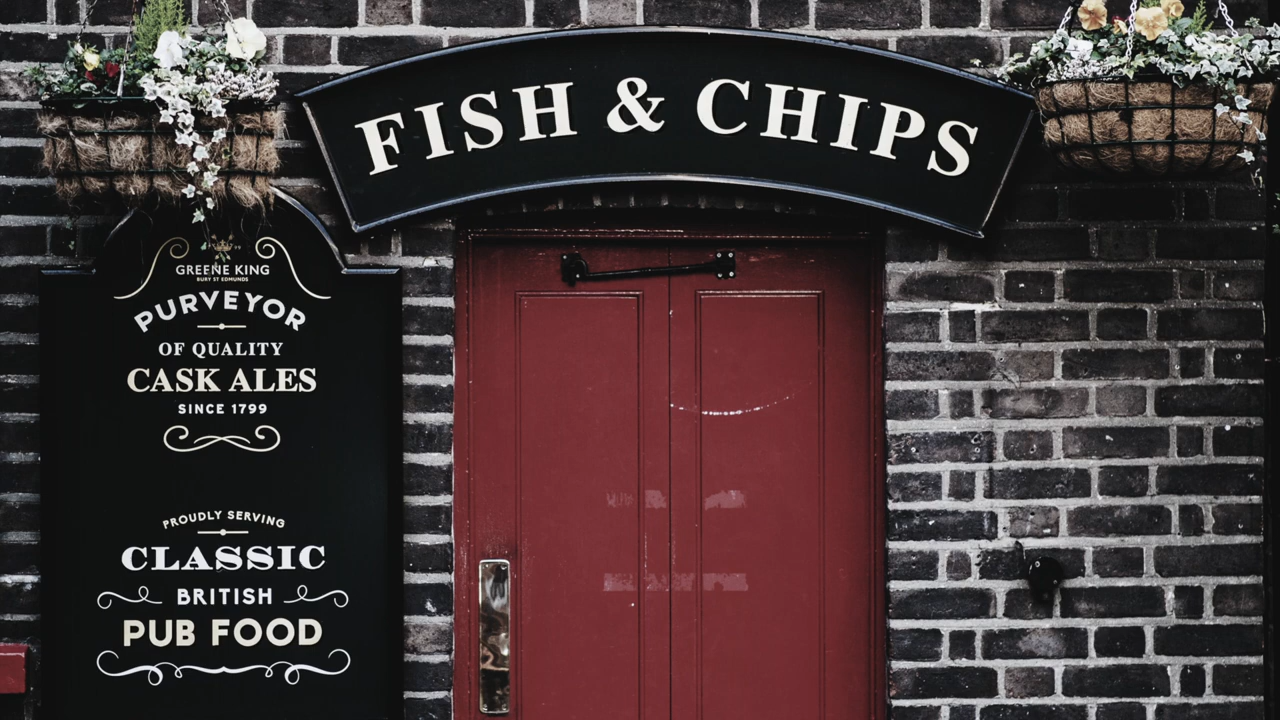 FISH & CHIPS
GREENE KING
BURY ST EDMUNDS
PURVEYOR
OF QUALITY
CASK ALES
SINCE 1799
PROUDLY SERVING
CLASSIC
BRITISH
PUB FOOD